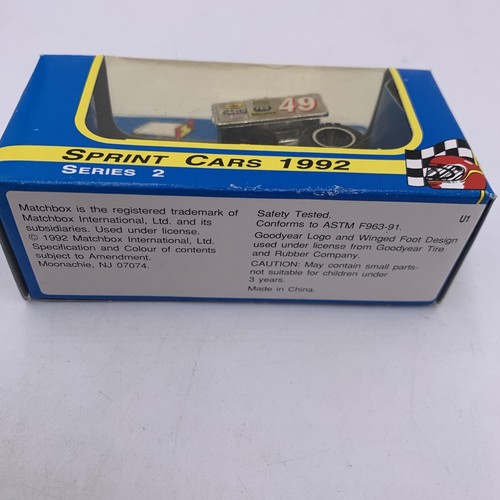 49
SPRINT CARS 1992
SERIES 2
Matchbox is the registered trademark of
Matchbox International, Ltd. and its
subsidiaries. Used under license.
© 1992 Matchbox International, Ltd.
Specification and Colour of contents
subject to Amendment.
Moonachie, NJ 07074.
Safety Tested.
Conforms to ASTM F963-91.
Goodyear Logo and Winged Foot Design
used under license from Goodyear Tire
and Rubber Company.
CAUTION: May contain small parts-
not suitable for children under
3 years.
Made in China.
U1